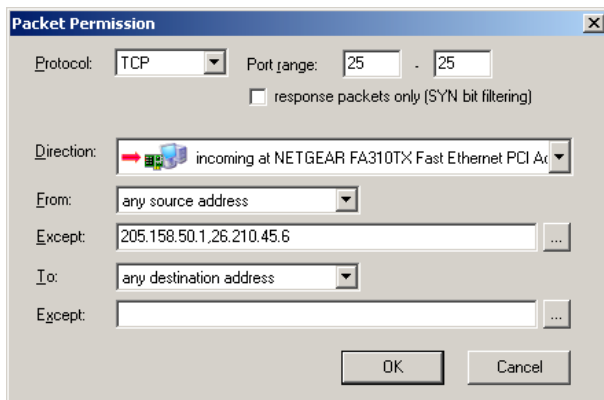 Packet Permission
Protocol: TCP Port range: 25 - 25
response packets only (SYN bit filtering)
Direction: incoming at NETGEAR FA310TX Fast Ethernet PCI Ac
From: any source address
Except: 205.158.50.1,26.210.45.6 ...
To: any destination address
Except: ...
OK Cancel